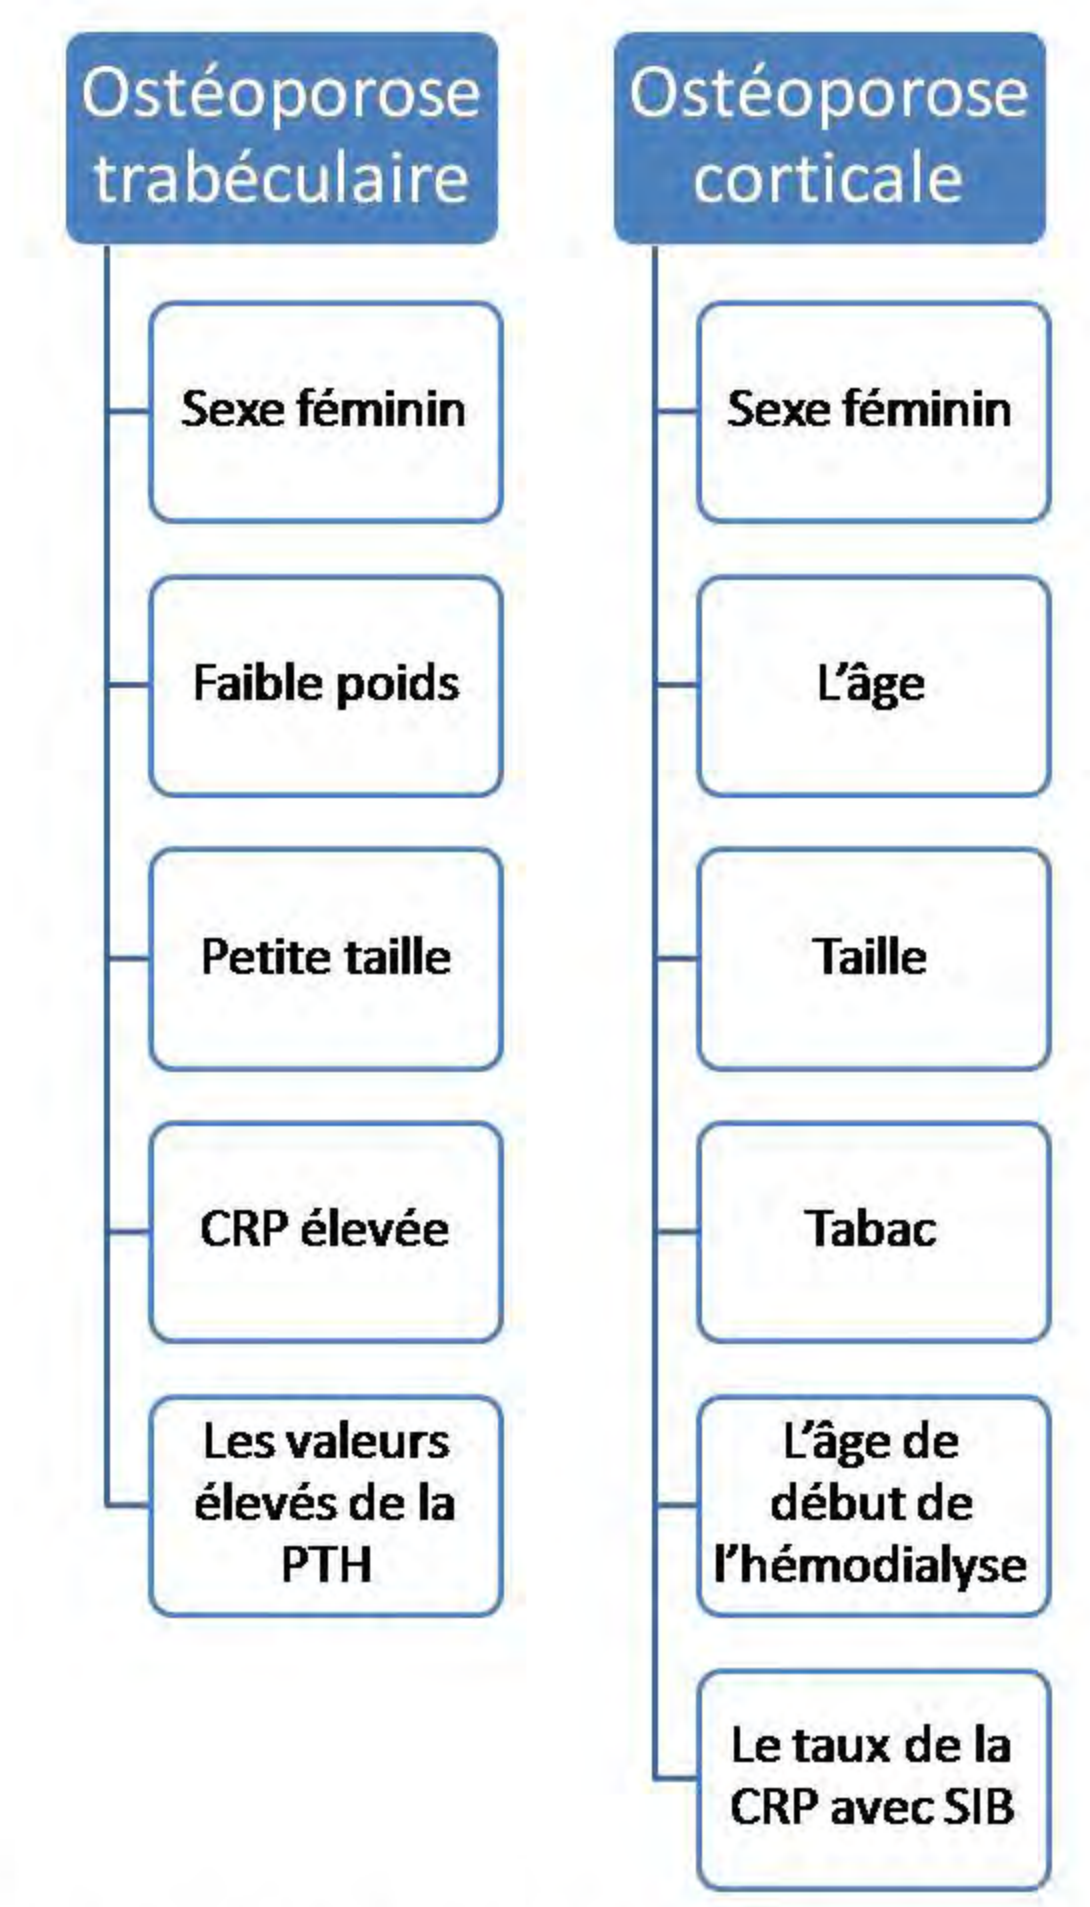 Ostéoporose
trabéculaire
Sexe féminin
Faible poids
Petite taille
CRP élevée
Les valeurs
élevés de la
PTH
Ostéoporose
corticale
Sexe féminin
L'âge
Taille
Tabac
L'âge de
début de
l'hémodialyse
Le taux de la
CRP avec SIB